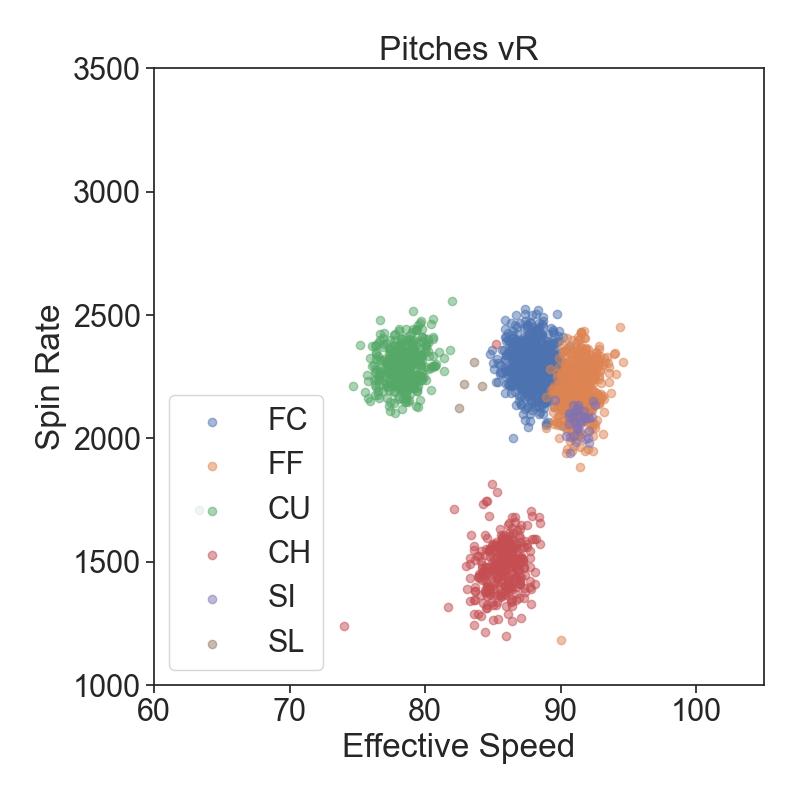 Pitches vR
3500
3000
2500
2000
1500
1000
Spin Rate
FC
FF
CU
CH
SI
SL
60
70
80
90
100
Effective Speed